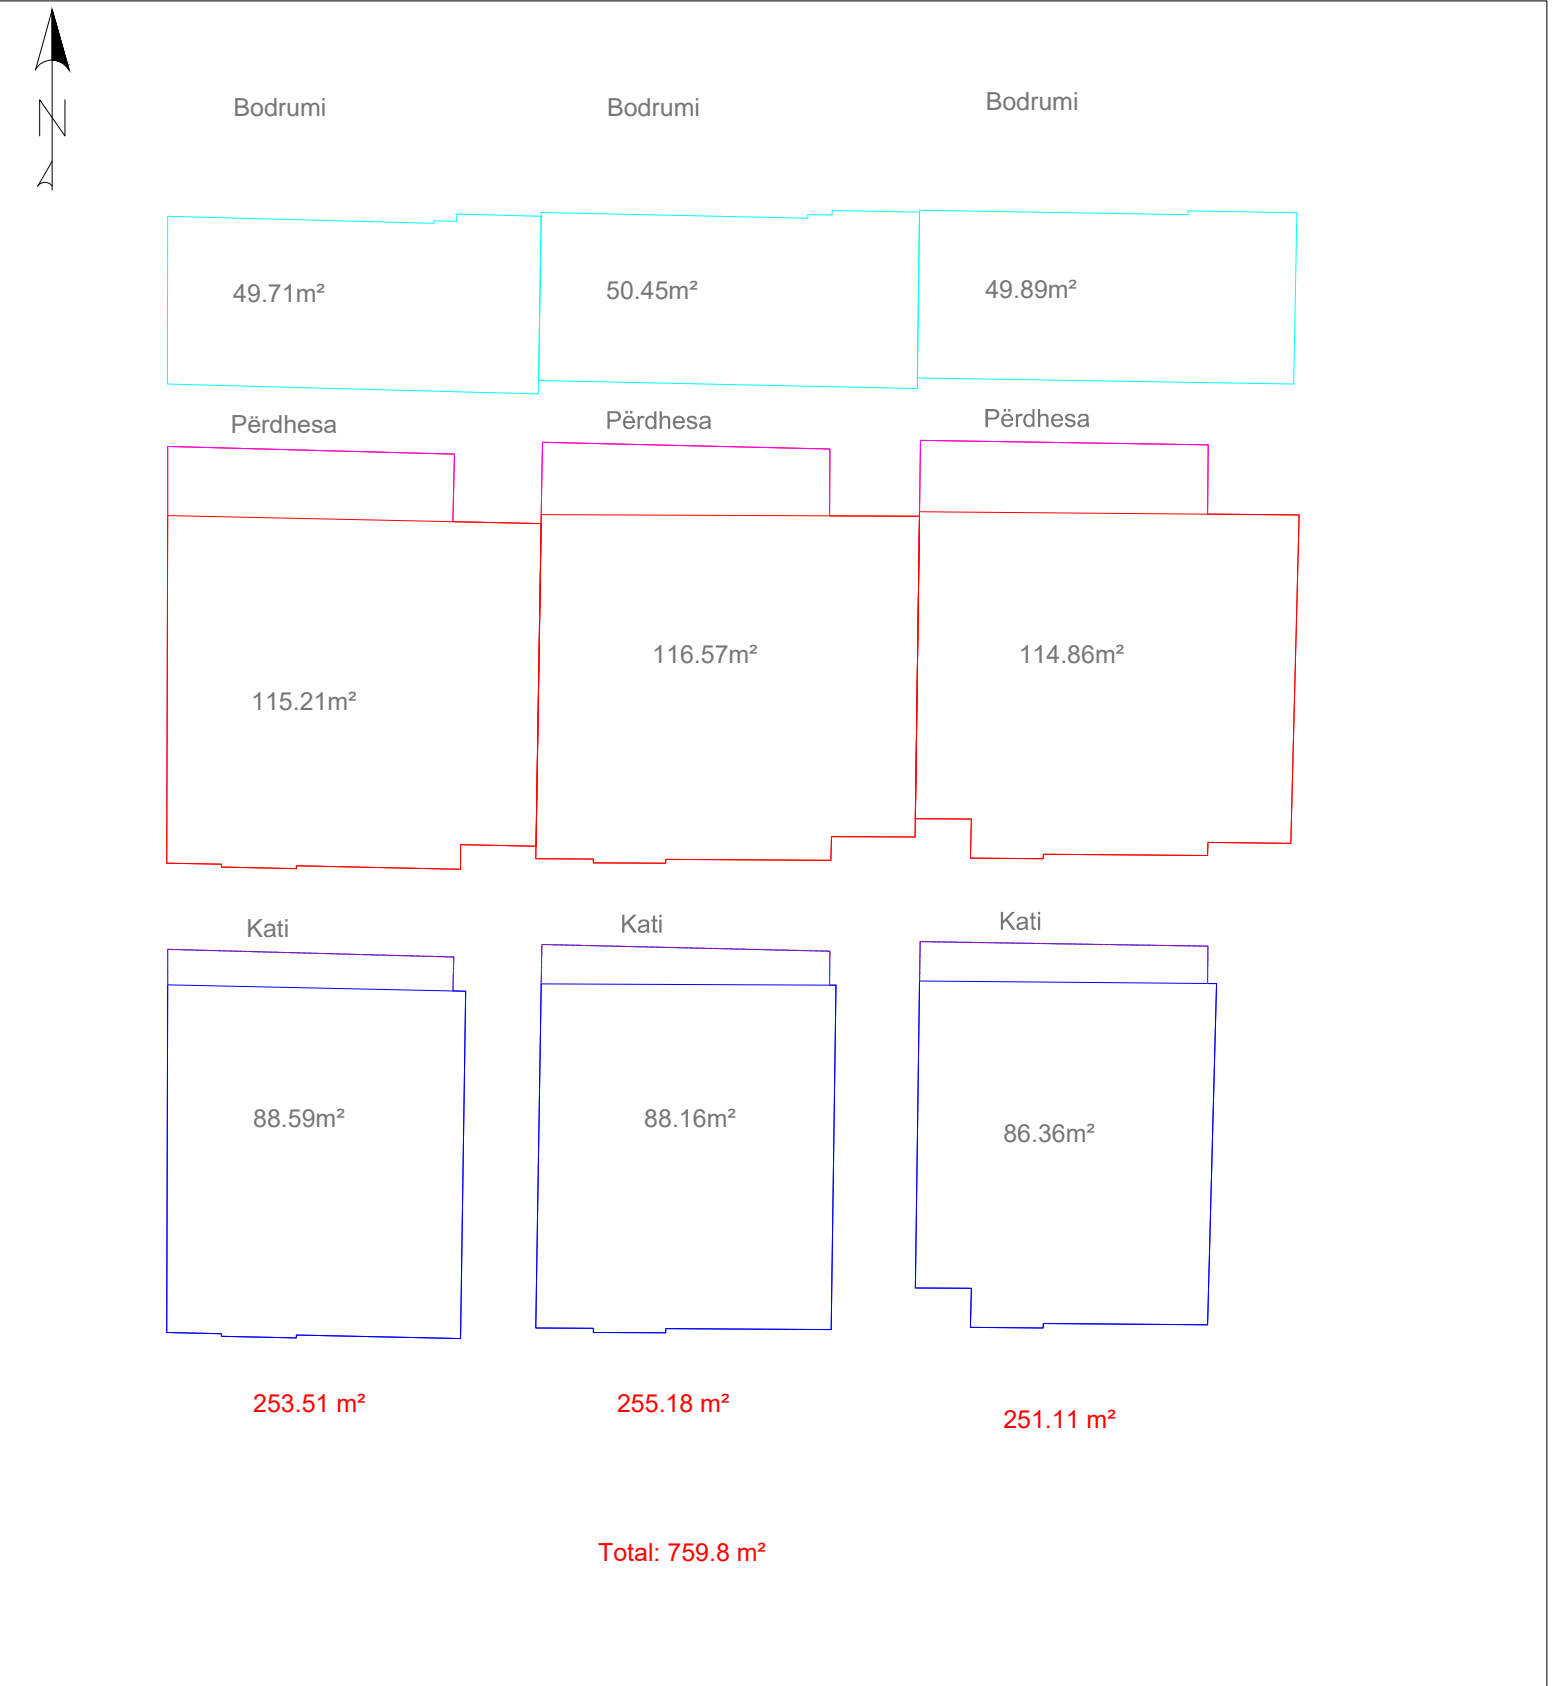 N
Bodrumi
Bodrumi
Bodrumi
49.71m²
50.45m²
49.89m²
Përdhesa
Përdhesa
Përdhesa
115.21m²
116.57m²
114.86m²
Kati
Kati
Kati
88.59m²
88.16m²
86.36m²
253.51 m²
255.18 m²
251.11 m²
Total: 759.8 m²